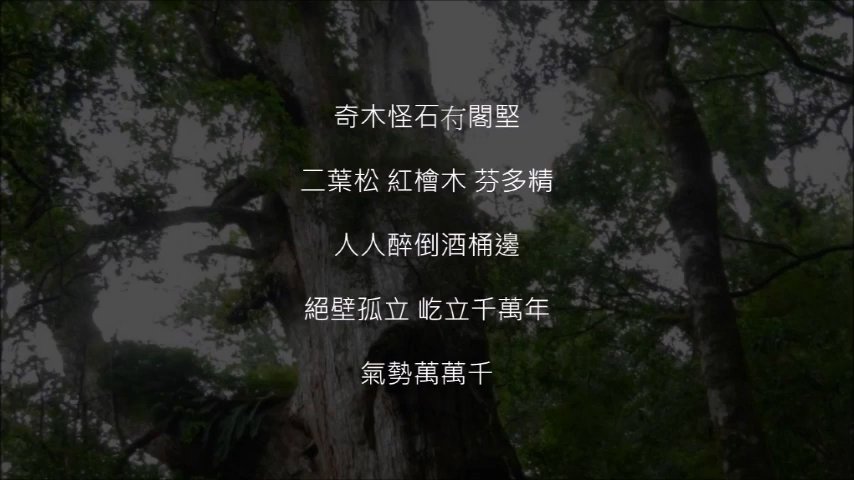 奇木怪石冇閣堅
二葉松 紅檜木 芬多精
人人醉倒酒桶邊
絕壁孤立 屹立千萬年
氣勢萬萬千